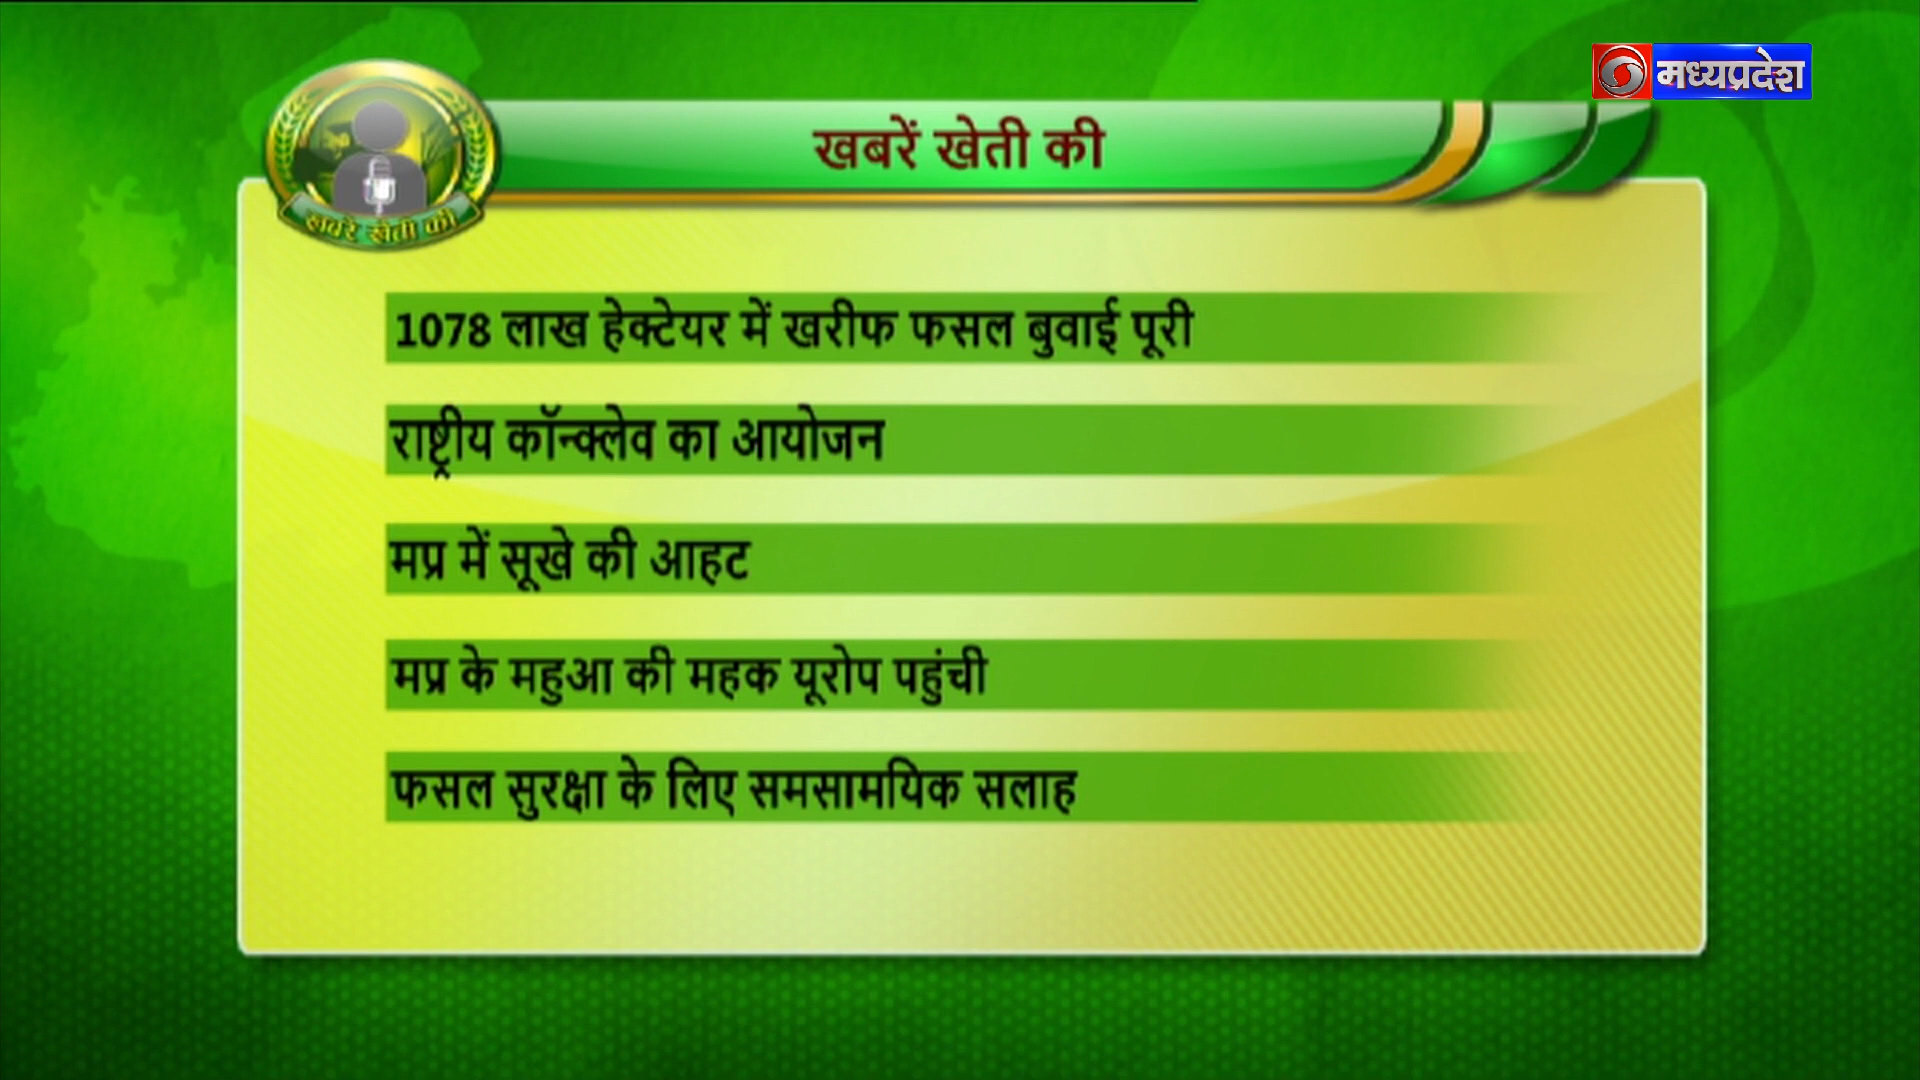 मध्यप्रदेश
खबरें खेती की
खबरें खेती की
1078 लाख हेक्टेयर में खरीफ फसल बुवाई पूरी
राष्ट्रीय कॉन्क्लेव का आयोजन
मप्र में सूखे की आहट
मप्र के महुआ की महक यूरोप पहुंची
फसल सुरक्षा के लिए समसामयिक सलाह